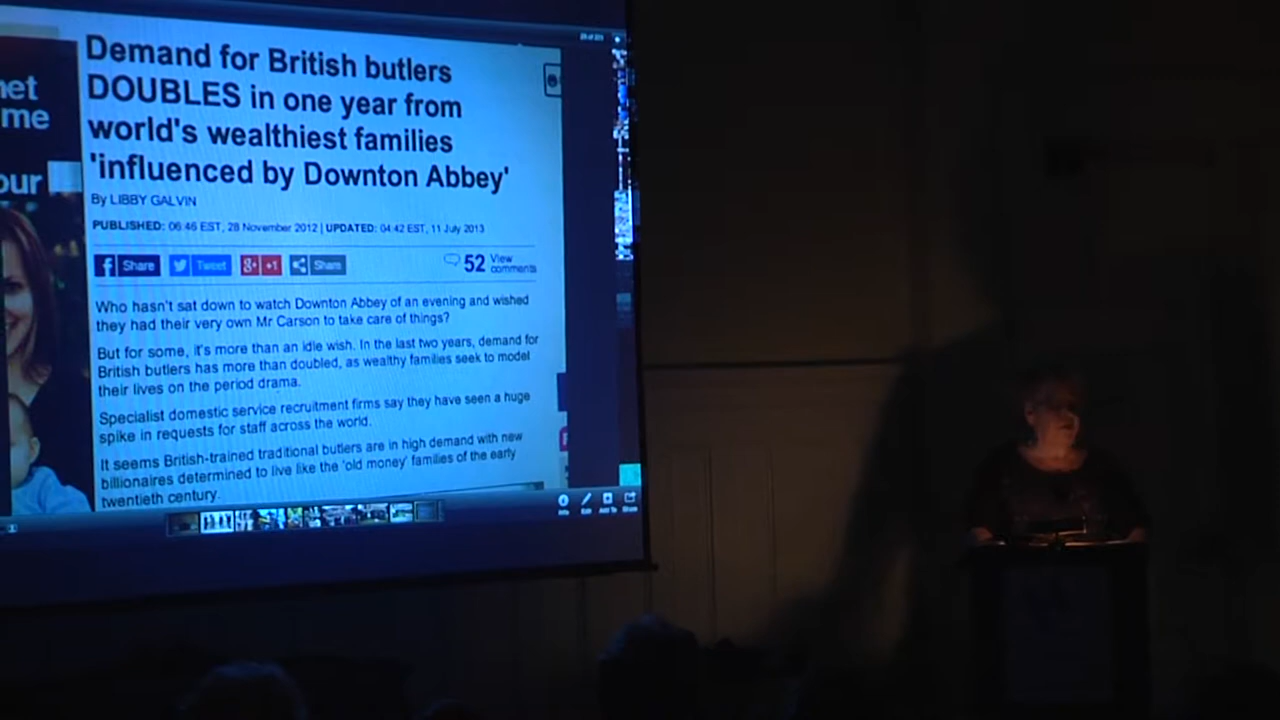 Demand for British butlers
DOUBLES in one year from
world's wealthiest families
'influenced by Downton Abbey'
By LIBBY GALVIN
PUBLISHED: 06:46 EST, 28 November 2012 | UPDATED: 04:42 EST, 11 July 2013
Share Tweet +1 Share 52 View comments
Who hasn't sat down to watch Downton Abbey of an evening and wished
they had their very own Mr Carson to take care of things?
But for some, it's more than an idle wish. In the last two years, demand for
British butlers has more than doubled, as wealthy families seek to model
their lives on the period drama.
Specialist domestic service recruitment firms say they have seen a huge
spike in requests for staff across the world.
It seems British-trained traditional butlers are in high demand with new
billionaires determined to live like the 'old money' families of the early
twentieth century.
net
me
our
Info Edit Add To Share